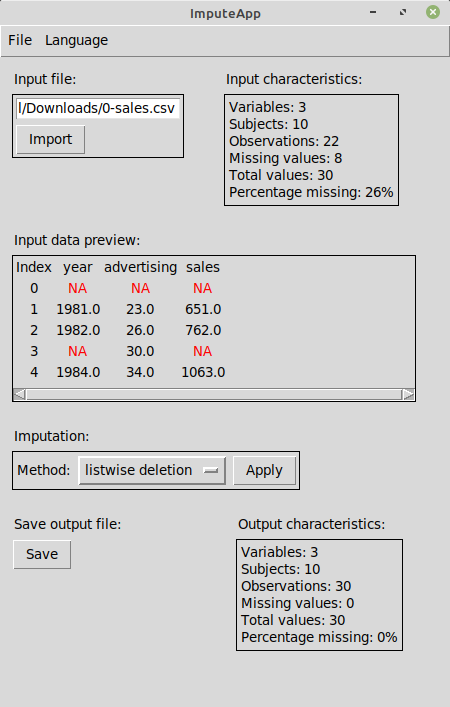 ImputeApp
File Language
Input file:
l/Downloads/0-sales.csv
Import
Input characteristics:
Variables: 3
Subjects: 10
Observations: 22
Missing values: 8
Total values: 30
Percentage missing: 26%
Input data preview:
Index year advertising sales
0 NA NA NA
1 1981.0 23.0 651.0
2 1982.0 26.0 762.0
3 NA 30.0 NA
4 1984.0 34.0 1063.0
Imputation:
Method: listwise deletion Apply
Save output file:
Save
Output characteristics:
Variables: 3
Subjects: 10
Observations: 30
Missing values: 0
Total values: 30
Percentage missing: 0%